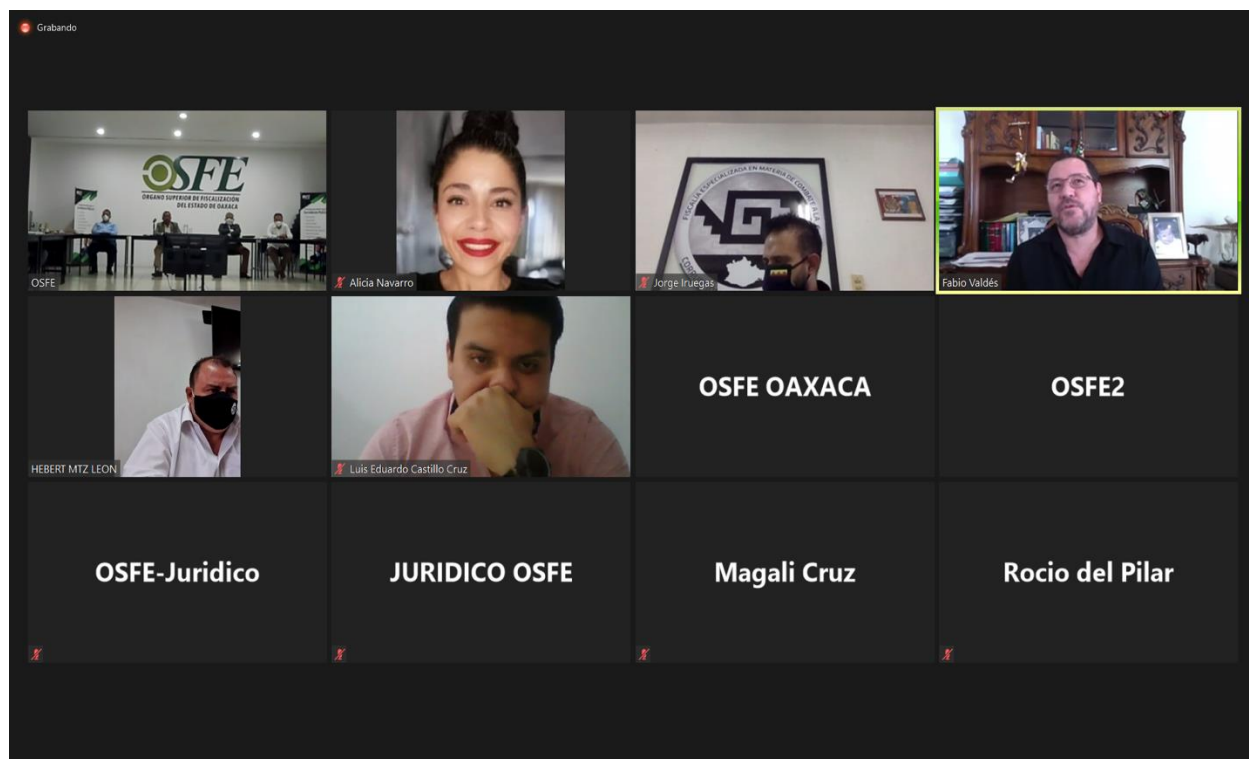 Grabando
OSFE
ÓRGANO SUPERIOR DE FISCALIZACIÓN
DEL ESTADO DE OAXACA
OSFE
Alicia Navarro
FISCALÍA ESPECIALIZADA EN MATERIA DE COMBATE A LA
Jorge Iruegas
Fabio Valdés
HEBERT MTZ LEON
Luis Eduardo Castillo Cruz
OSFE OAXACA
OSFE2
OSFE-Juridico
JURIDICO OSFE
Magali Cruz
Rocio del Pilar